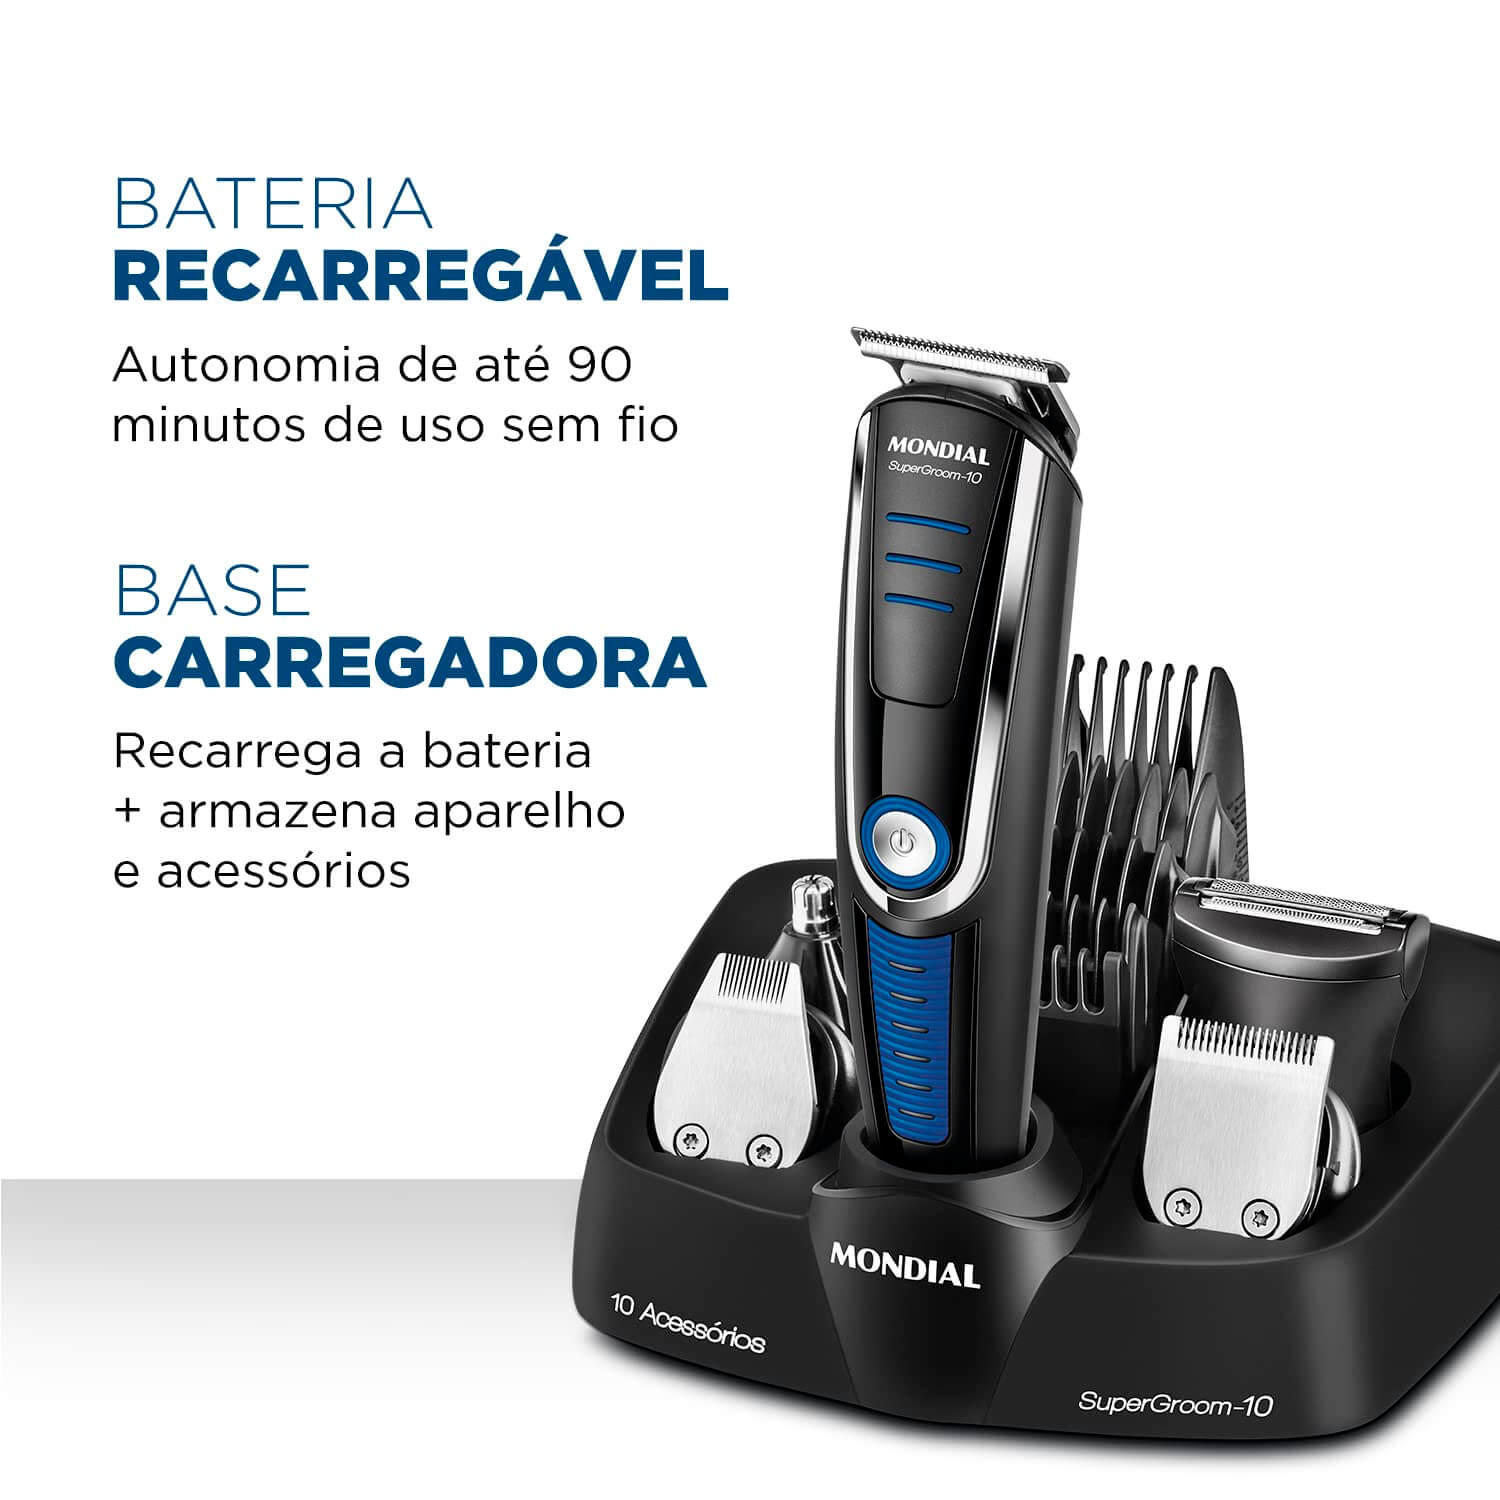 BATERIA
RECARREGÁVEL
Autonomia de até 90
minutos de uso sem fio
BASE
CARREGADORA
Recarrega a bateria
+ armazena aparelho
e acessórios
MONDIAL
SuperGroom-10
MONDIAL
10 Acessórios
SuperGroom-10